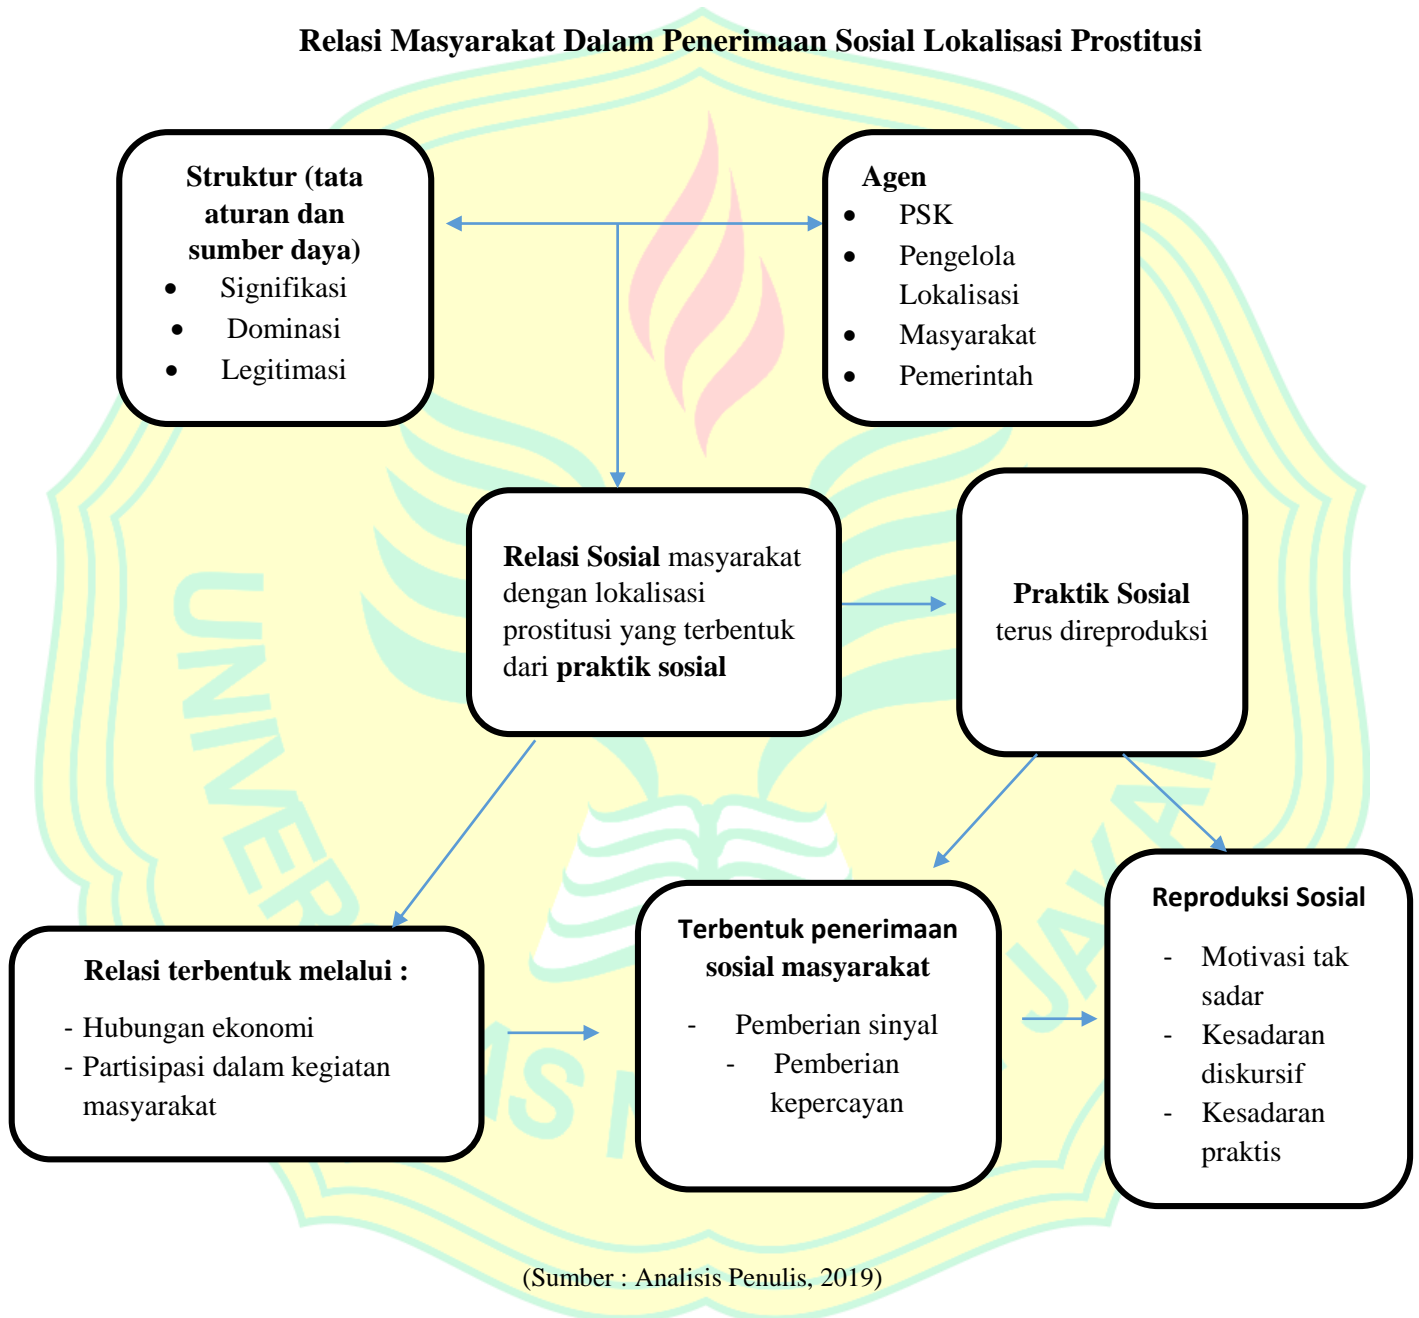 Relasi Masyarakat Dalam Penerimaan Sosial Lokalisasi Prostitusi
Struktur (tata
aturan dan
sumber daya)
• Signifikasi
• Dominasi
• Legitimasi
Agen
• PSK
• Pengelola
Lokalisasi
• Masyarakat
• Pemerintah
Relasi Sosial masyarakat
dengan lokalisasi
prostitusi yang terbentuk
dari praktik sosial
Praktik Sosial
terus direproduksi
Relasi terbentuk melalui :
- Hubungan ekonomi
- Partisipasi dalam kegiatan
masyarakat
Terbentuk penerimaan
sosial masyarakat
- Pemberian sinyal
- Pemberian
kepercayan
Reproduksi Sosial
- Motivasi tak
sadar
- Kesadaran
diskursif
- Kesadaran
praktis
(Sumber : Analisis Penulis, 2019)